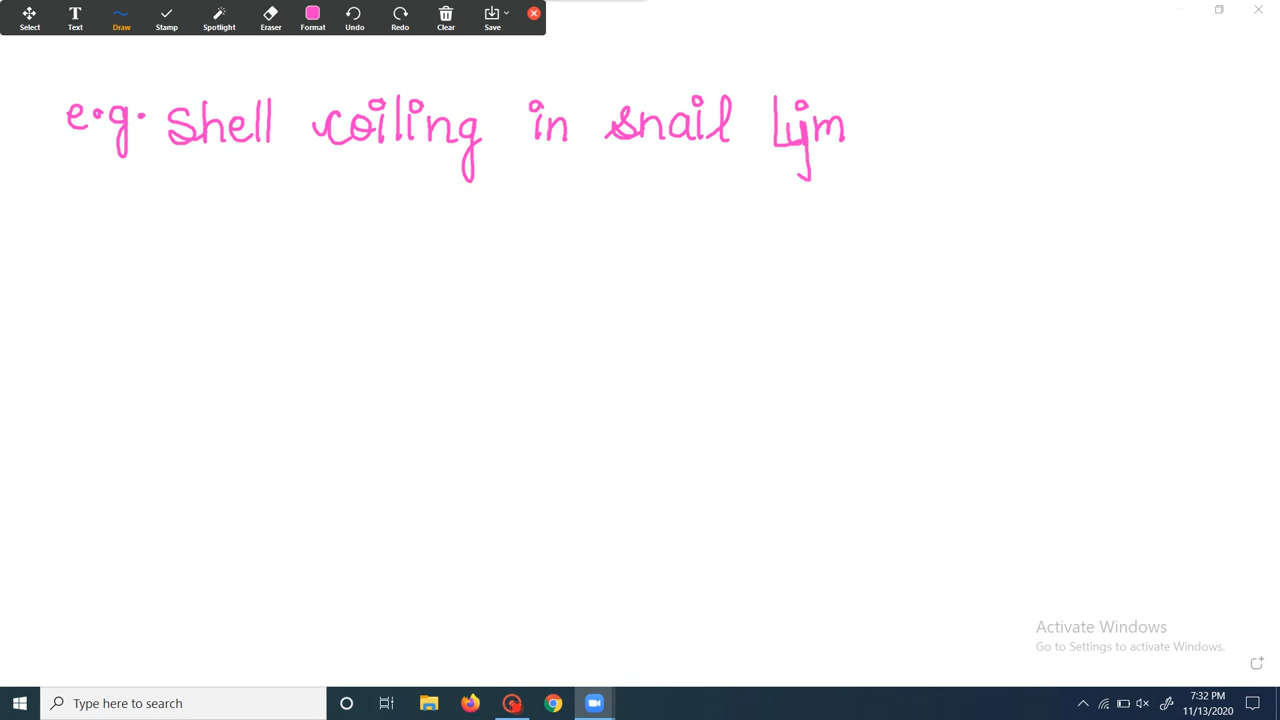 Select Text Draw Stamp Spotlight Eraser Format Undo Redo Clear Save
e.g. Shell coiling in snail Lym
Activate Windows
Go to Settings to activate Windows.
Type here to search
7:32 PM
11/13/2020